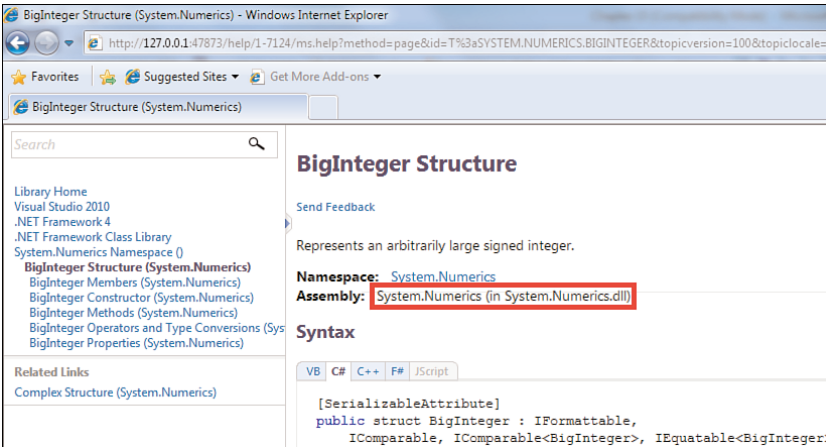 BigInteger Structure (System.Numerics) - Windows Internet Explorer
http://127.0.0.1:47873/help/1-7124/ms.help?method=page&id=T%3aSYSTEM.NUMERICS.BIGINTEGER&topicversion=100&topiclocale=
Favorites Suggested Sites Get More Add-ons
BigInteger Structure (System.Numerics)
Search
Library Home
Visual Studio 2010
.NET Framework 4
.NET Framework Class Library
System.Numerics Namespace ()
BigInteger Structure (System.Numerics)
BigInteger Members (System.Numerics)
BigInteger Constructor (System.Numerics)
BigInteger Methods (System.Numerics)
BigInteger Operators and Type Conversions (Sys
BigInteger Properties (System.Numerics)
Related Links
Complex Structure (System.Numerics)
BigInteger Structure
Send Feedback
Represents an arbitrarily large signed integer.
Namespace: System.Numerics
Assembly: System.Numerics (in System.Numerics.dll)
Syntax
VB C# C++ F# JScript
[SerializableAttribute]
public struct BigInteger : IFormattable,
IComparable, IComparable<BigInteger>, IEquatable<BigInteger